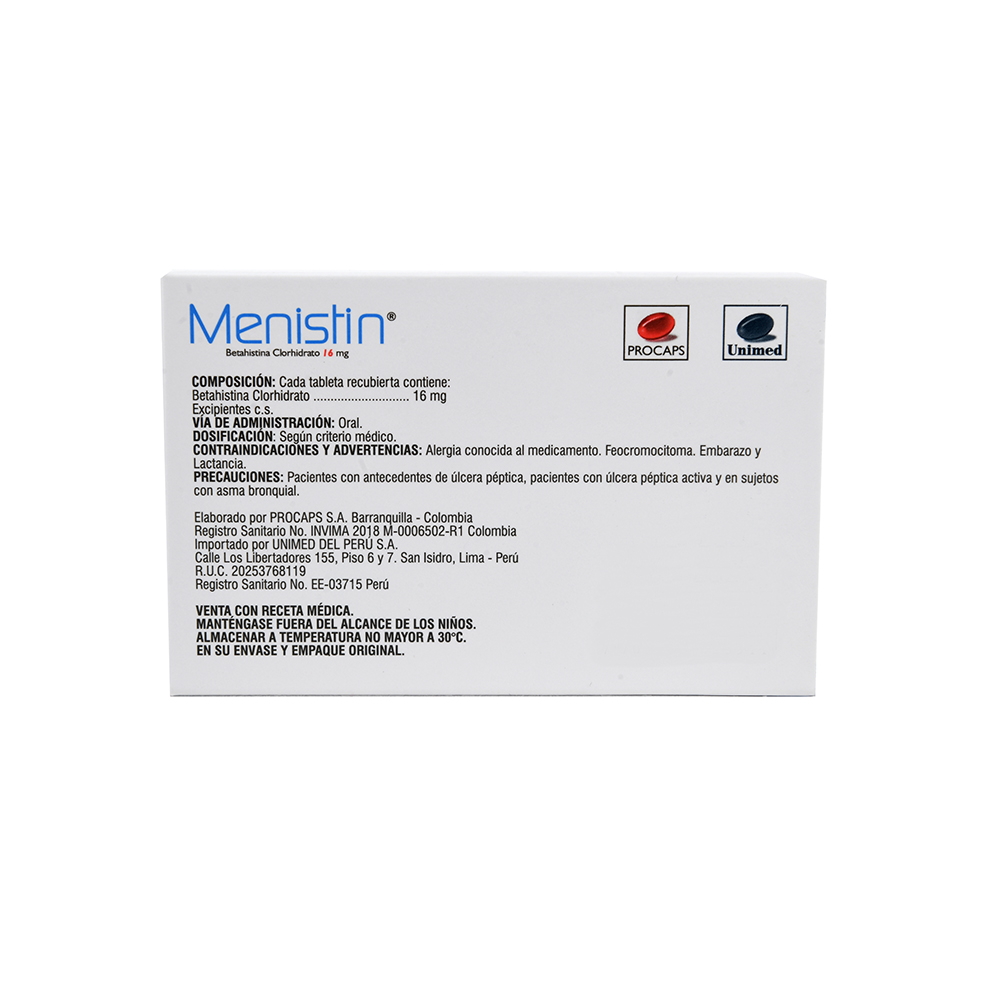 Menistin®
Betahistina Clorhidrato 16 mg
PROCAPS
Unimed
COMPOSICIÓN: Cada tableta recubierta contiene:
Betahistina Clorhidrato ............................ 16 mg
Excipientes c.s.
VÍA DE ADMINISTRACIÓN: Oral.
DOSIFICACIÓN: Según criterio médico.
CONTRAINDICACIONES Y ADVERTENCIAS: Alergia conocida al medicamento. Feocromocitoma. Embarazo y
Lactancia.
PRECAUCIONES: Pacientes con antecedentes de úlcera péptica, pacientes con úlcera péptica activa y en sujetos
con asma bronquial.
Elaborado por PROCAPS S.A. Barranquilla - Colombia
Registro Sanitario No. INVIMA 2018 M-0006502-R1 Colombia
Importado por UNIMED DEL PERÚ S.A.
Calle Los Libertadores 155, Piso 6 y 7. San Isidro, Lima - Perú
R.U.C. 20253768119
Registro Sanitario No. EE-03715 Perú
VENTA CON RECETA MÉDICA.
MANTÉNGASE FUERA DEL ALCANCE DE LOS NIÑOS.
ALMACENAR A TEMPERATURA NO MAYOR A 30°C.
EN SU ENVASE Y EMPAQUE ORIGINAL.